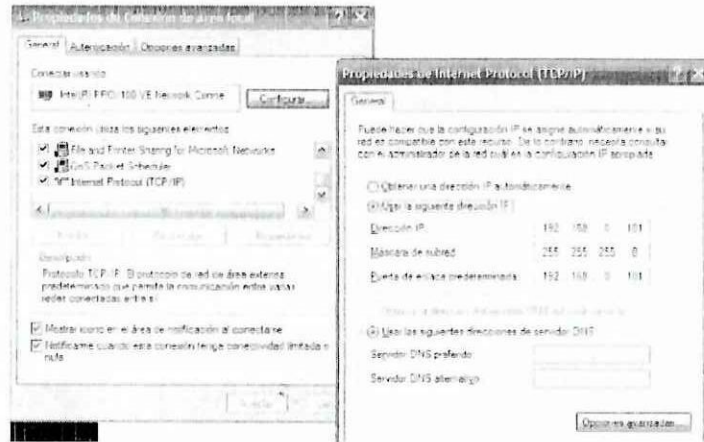 Propiedades de Conexión de área local
General Autenticación Opciones avanzadas
Conectar usando
Intel(R) PRO/100 VE Network Conne
Configurar...
Esta conexión utiliza los siguientes elementos
File and Printer Sharing for Microsoft Networks
QoS Packet Scheduler
Internet Protocol (TCP/IP)
Descripción
Protocolo TCP/IP. El protocolo de red de área extensa
predeterminado que permite la comunicación entre varias
redes conectadas entre sí
Mostrar icono en el área de notificación al conectarse
Notificarme cuando esta conexión tenga conectividad limitada o
nula
Propiedades de Internet Protocol (TCP/IP)
General
Puede hacer que la configuración IP se asigne automáticamente si su
red es compatible con este recurso. De lo contrario, necesita consultar
con el administrador de la red cuál es la configuración IP apropiada
Obtener una dirección IP automáticamente
Usar la siguiente dirección IP
Dirección IP 192 168 0 101
Máscara de subred 255 255 255 0
Puerta de enlace predeterminada 192 168 0 101
Usar las siguientes direcciones de servidor DNS
Servidor DNS preferido
Servidor DNS alternativo
Opciones avanzadas...